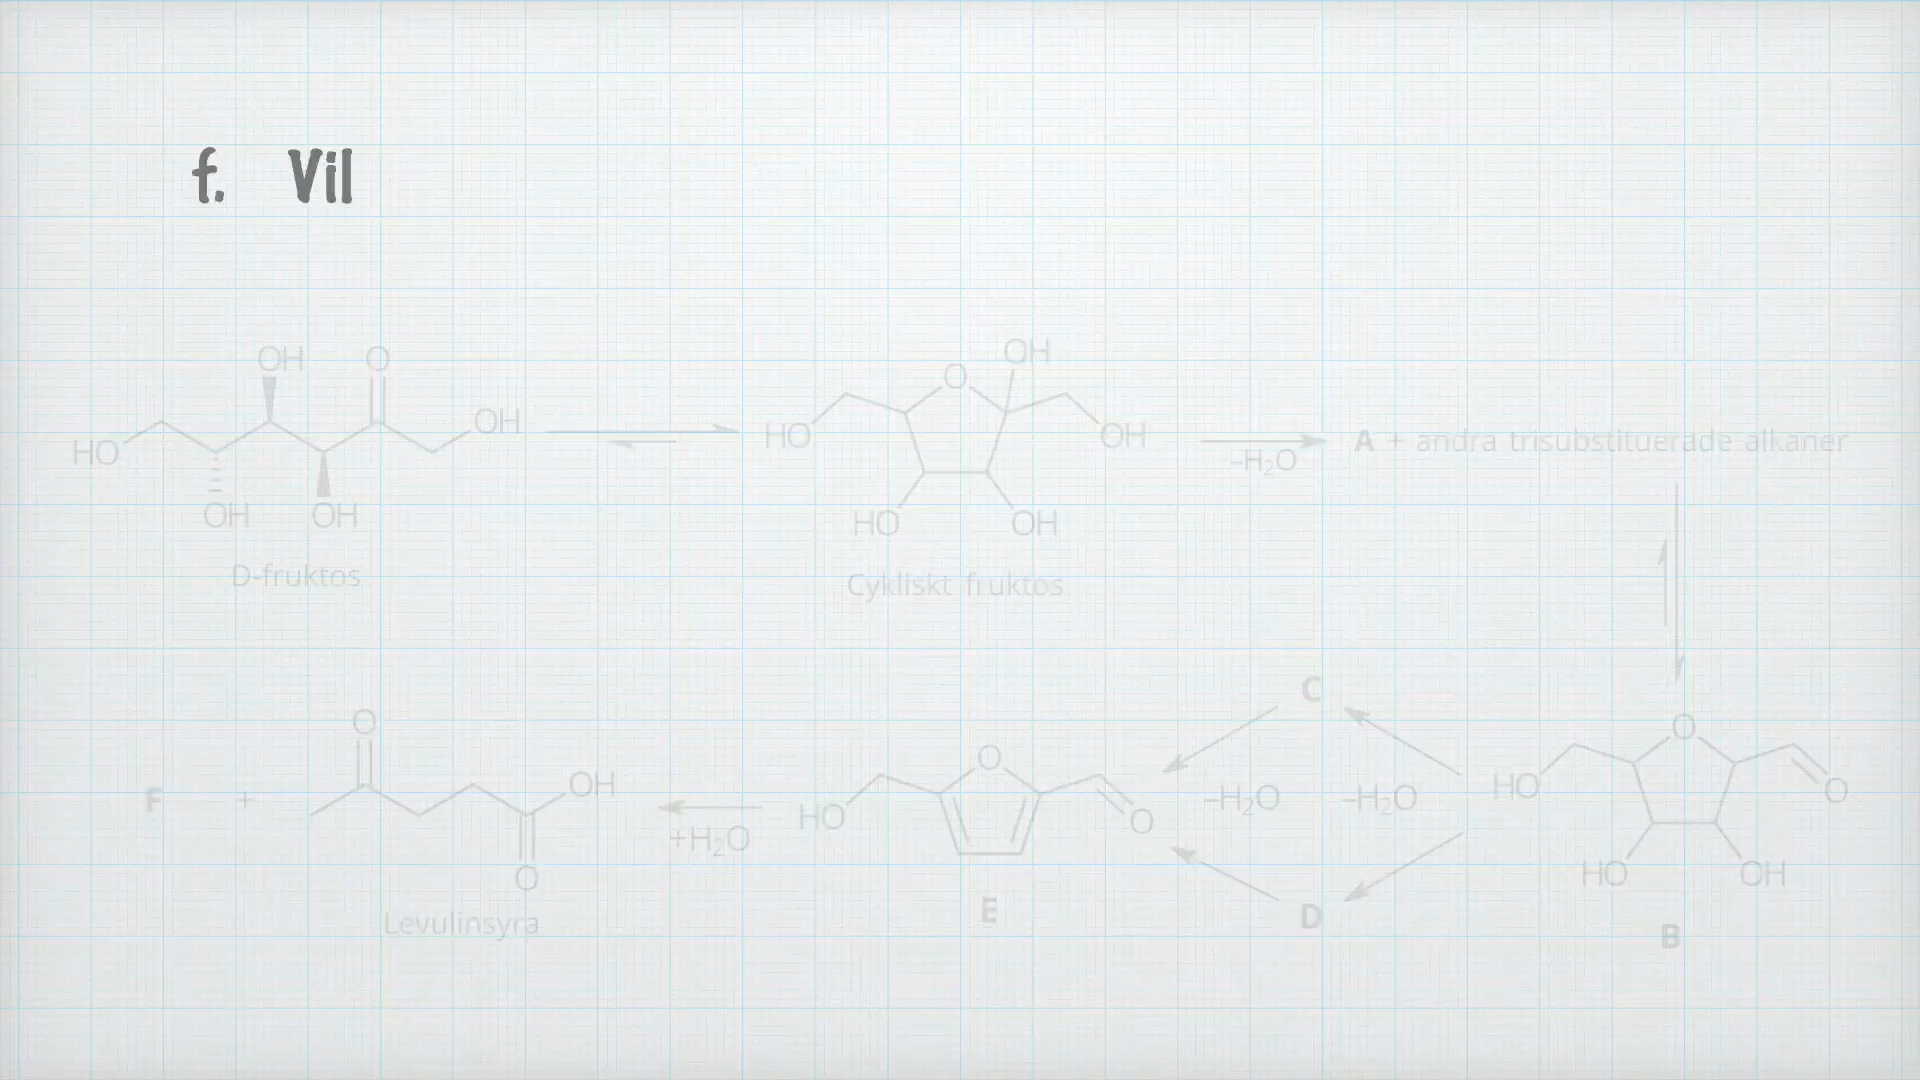 f. Vil
OH O
HO OH
OH OH
D-fruktos
O OH
HO OH
HO OH
Cykliskt fruktos
–H₂O
A + andra trisubstituerade alkaner
O
HO O
HO OH
B
C
–H₂O –H₂O
D
O
HO O
E
+H₂O
F + O
OH
O
Levulinsyra